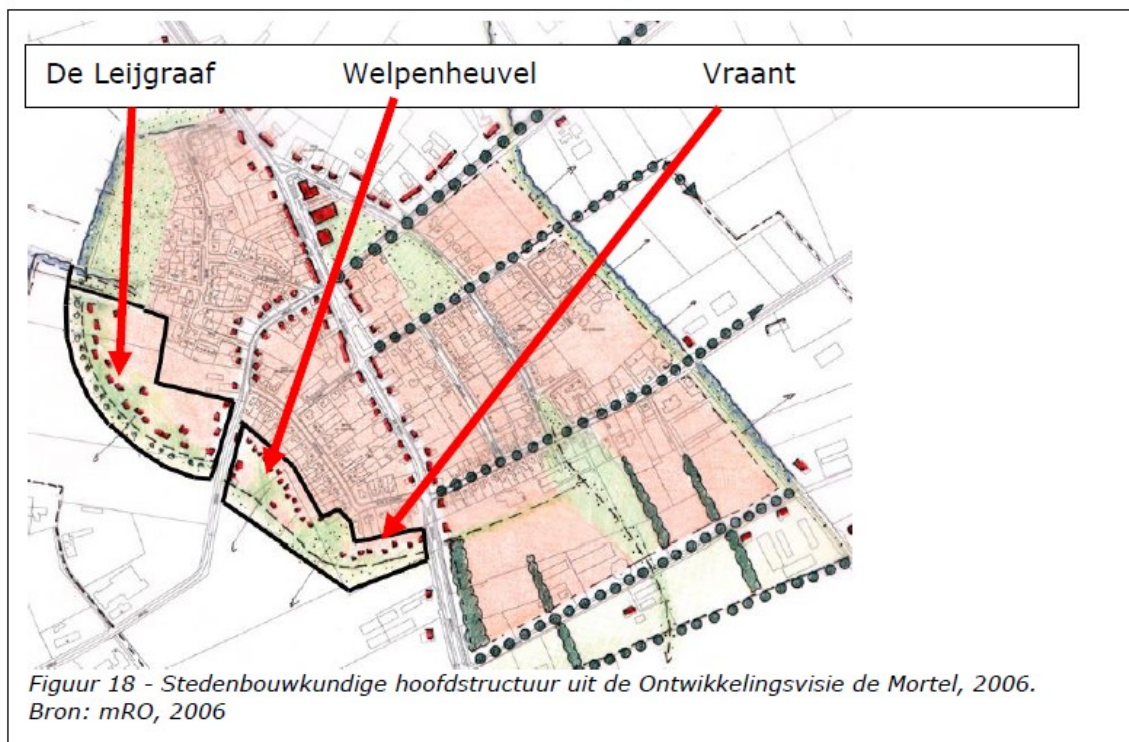 De Leijgraaf Welpenheuvel Vraant
Figuur 18 - Stedenbouwkundige hoofdstructuur uit de Ontwikkelingsvisie de Mortel, 2006.
Bron: mRO, 2006